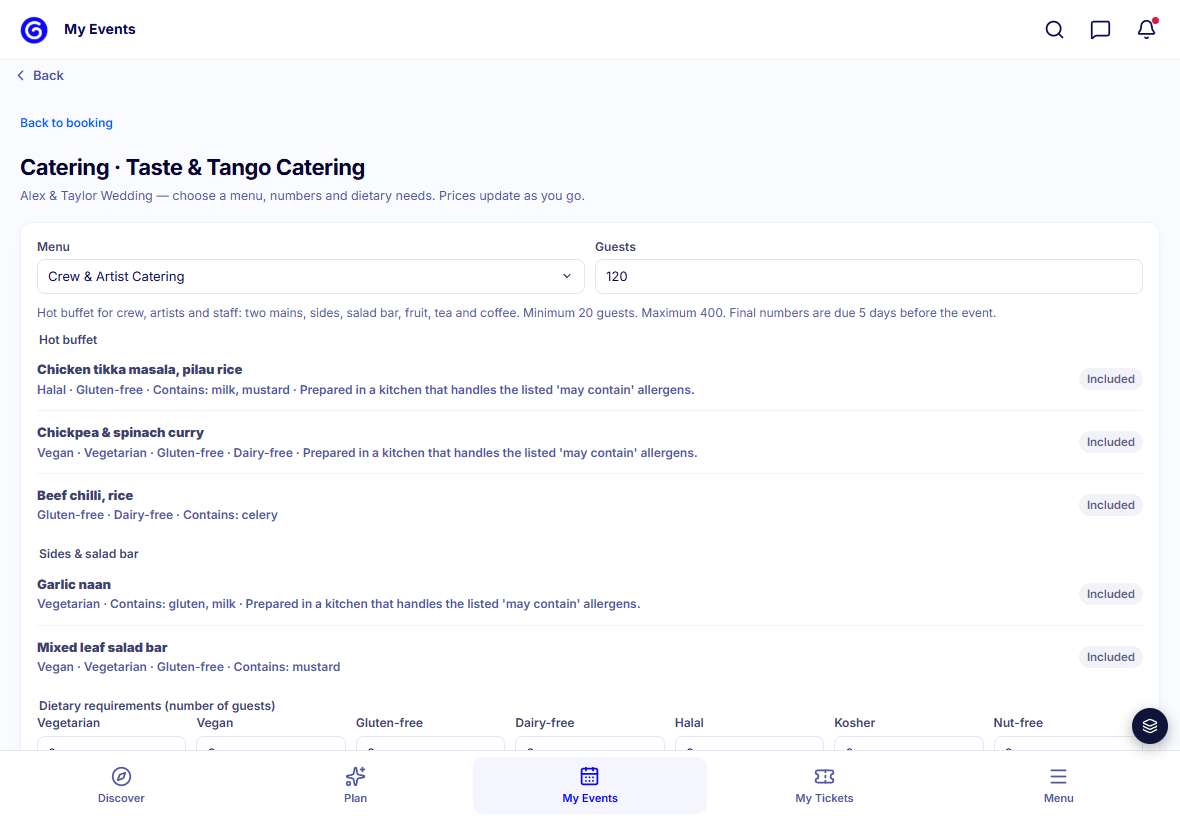 My Events
Back
Back to booking
Catering · Taste & Tango Catering
Alex & Taylor Wedding — choose a menu, numbers and dietary needs. Prices update as you go.
Menu
Guests
Crew & Artist Catering
120
Hot buffet for crew, artists and staff: two mains, sides, salad bar, fruit, tea and coffee. Minimum 20 guests. Maximum 400. Final numbers are due 5 days before the event.
Hot buffet
Chicken tikka masala, pilau rice
Halal · Gluten-free · Contains: milk, mustard · Prepared in a kitchen that handles the listed 'may contain' allergens.
Included
Chickpea & spinach curry
Vegan · Vegetarian · Gluten-free · Dairy-free · Prepared in a kitchen that handles the listed 'may contain' allergens.
Included
Beef chilli, rice
Gluten-free · Dairy-free · Contains: celery
Included
Sides & salad bar
Garlic naan
Vegetarian · Contains: gluten, milk · Prepared in a kitchen that handles the listed 'may contain' allergens.
Included
Mixed leaf salad bar
Vegan · Vegetarian · Gluten-free · Contains: mustard
Included
Dietary requirements (number of guests)
Vegetarian
Vegan
Gluten-free
Dairy-free
Halal
Kosher
Nut-free
Discover
Plan
My Events
My Tickets
Menu